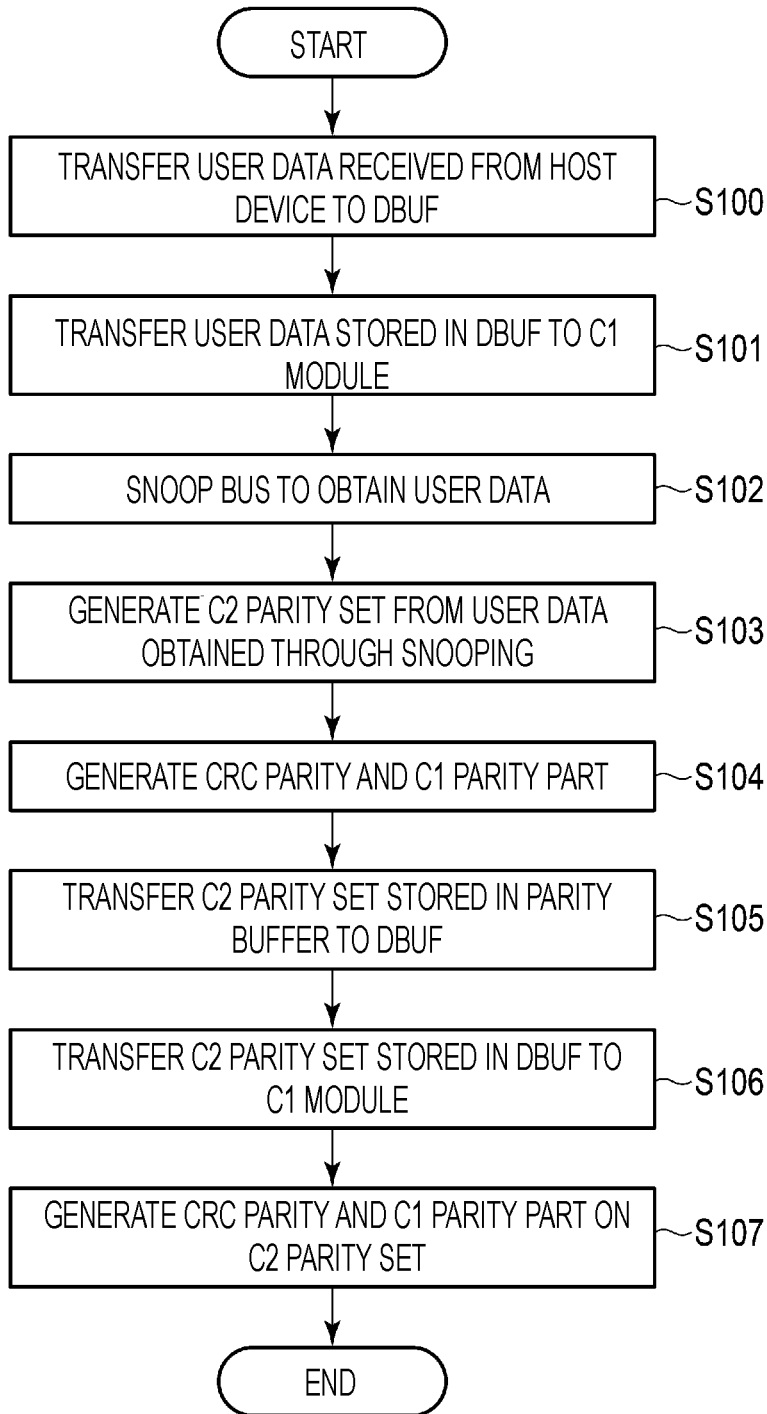 START
TRANSFER USER DATA RECEIVED FROM HOST
DEVICE TO DBUF
S100
TRANSFER USER DATA STORED IN DBUF TO C1
MODULE
S101
SNOOP BUS TO OBTAIN USER DATA
S102
GENERATE C2 PARITY SET FROM USER DATA
OBTAINED THROUGH SNOOPING
S103
GENERATE CRC PARITY AND C1 PARITY PART
S104
TRANSFER C2 PARITY SET STORED IN PARITY
BUFFER TO DBUF
S105
TRANSFER C2 PARITY SET STORED IN DBUF TO
C1 MODULE
S106
GENERATE CRC PARITY AND C1 PARITY PART ON
C2 PARITY SET
S107
END